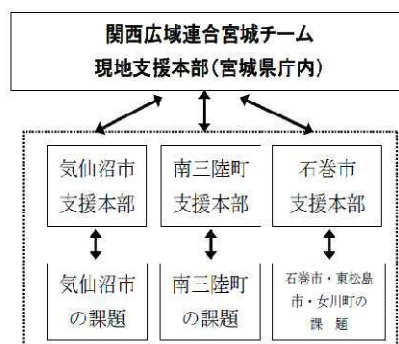 関西広域連合宮城チーム
現地支援本部（宮城県庁内）
気仙沼市
支援本部
南三陸町
支援本部
石巻市
支援本部
気仙沼市
の課題
南三陸町
の課題
石巻市・東松島
市・女川町の
課　題